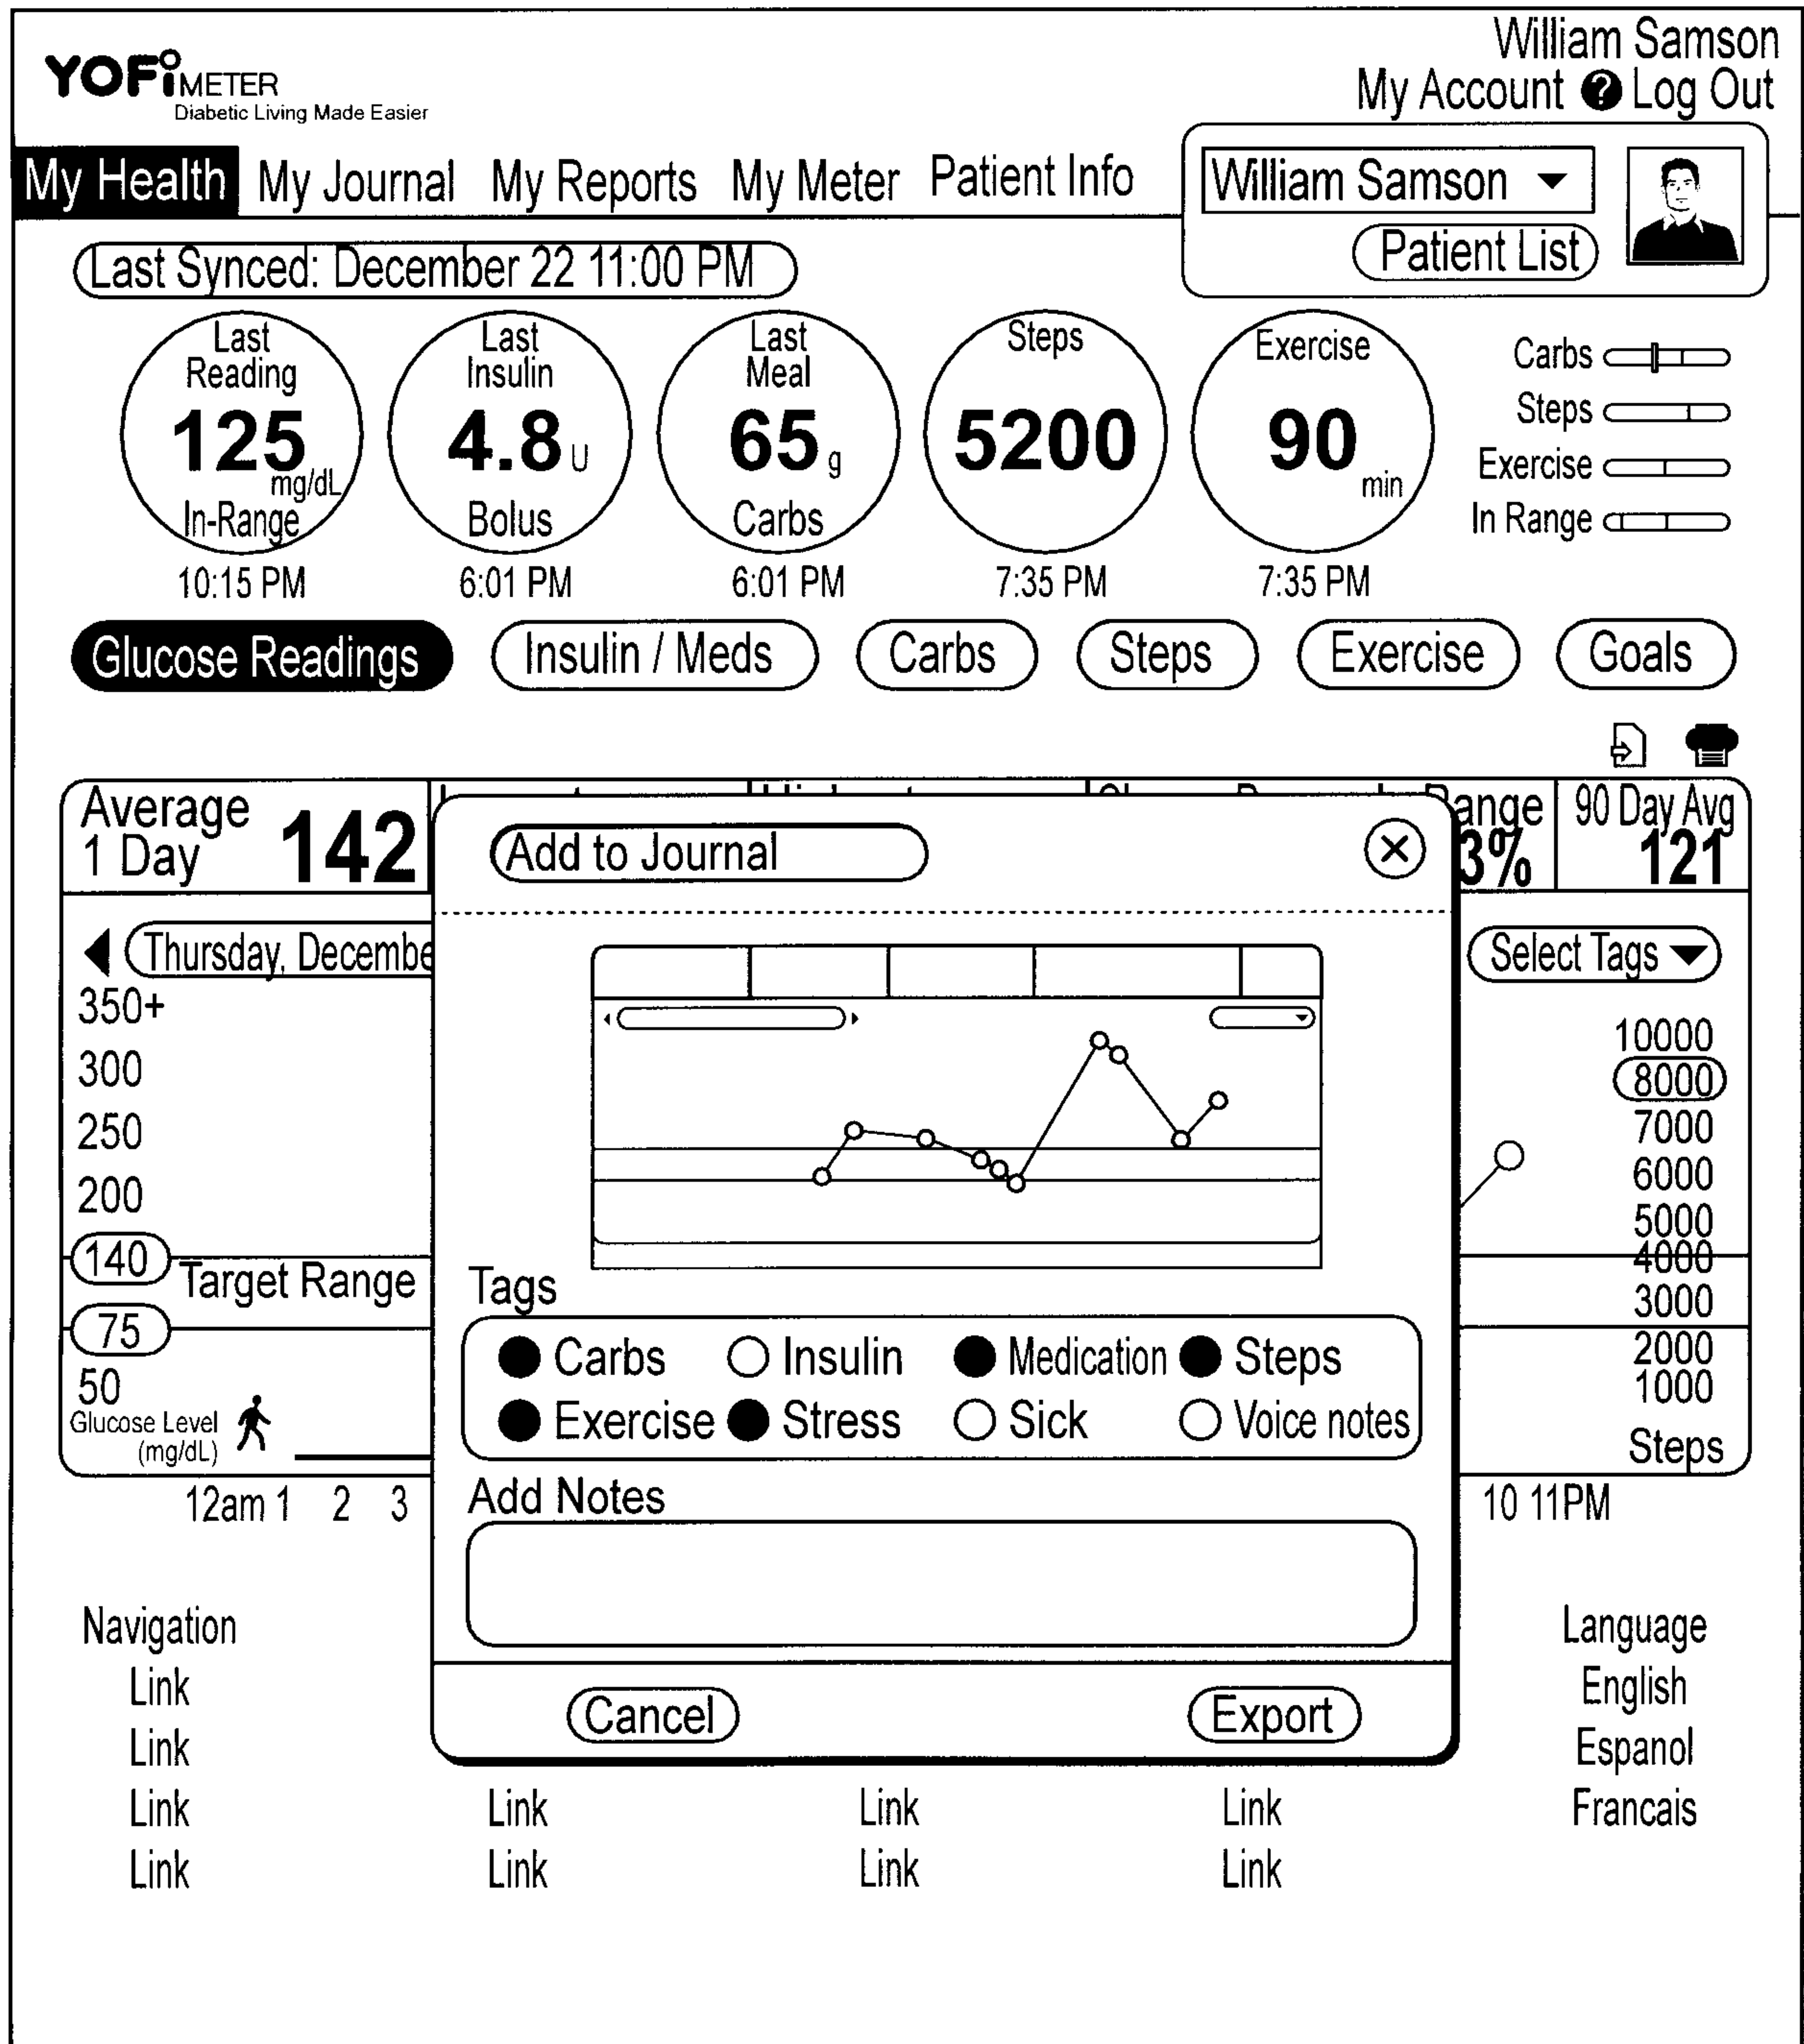 William Samson
YOFiMETER
Diabetic Living Made Easier
My Account ? Log Out
My Health My Journal My Reports My Meter Patient Info
William Samson
Patient List
Last Synced: December 22 11:00 PM
Last Reading
125 mg/dL
In-Range
10:15 PM
Last Insulin
4.8 U
Bolus
6:01 PM
Last Meal
65 g
Carbs
6:01 PM
Steps
5200
7:35 PM
Exercise
90 min
7:35 PM
Carbs
Steps
Exercise
In Range
Glucose Readings Insulin / Meds Carbs Steps Exercise Goals
Average
1 Day 142
Range
3%
90 Day Avg
121
Thursday, Decembe
Select Tags
350+
300
250
200
140
Target Range
75
50
Glucose Level
(mg/dL)
12am 1 2 3
Add to Journal
Tags
Carbs Insulin Medication Steps
Exercise Stress Sick Voice notes
Add Notes
Cancel Export
10000
8000
7000
6000
5000
4000
3000
2000
1000
Steps
10 11PM
Navigation
Link
Link
Link Link Link Link
Link Link Link Link
Language
English
Espanol
Francais